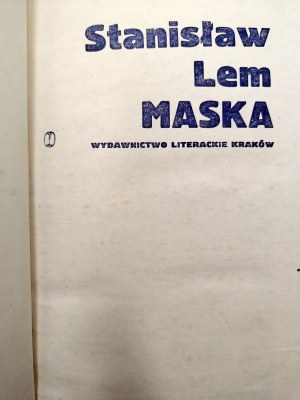 Stanisław
Lem
MASKA
WYDAWNICTWO LITERACKIE KRAKÓW